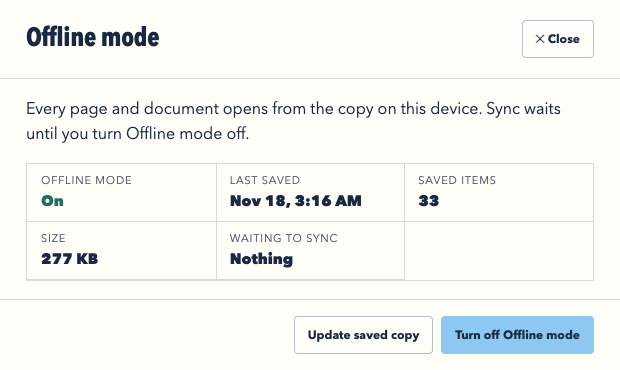 Offline mode
× Close
Every page and document opens from the copy on this device. Sync waits
until you turn Offline mode off.
OFFLINE MODE
On
LAST SAVED
Nov 18, 3:16 AM
SAVED ITEMS
33
SIZE
277 KB
WAITING TO SYNC
Nothing
Update saved copy
Turn off Offline mode